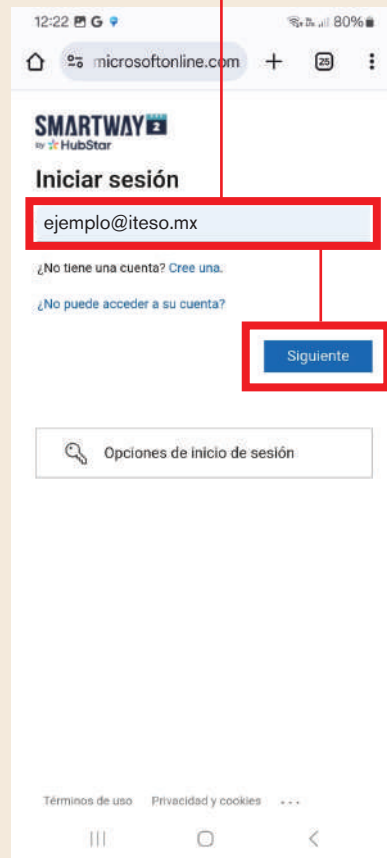 12:22 G 80%
microsoftonline.com + 25
SMARTWAY 2
by HubStar
Iniciar sesión
ejemplo@iteso.mx
¿No tiene una cuenta? Cree una.
¿No puede acceder a su cuenta?
Siguiente
Opciones de inicio de sesión
Términos de uso Privacidad y cookies ...